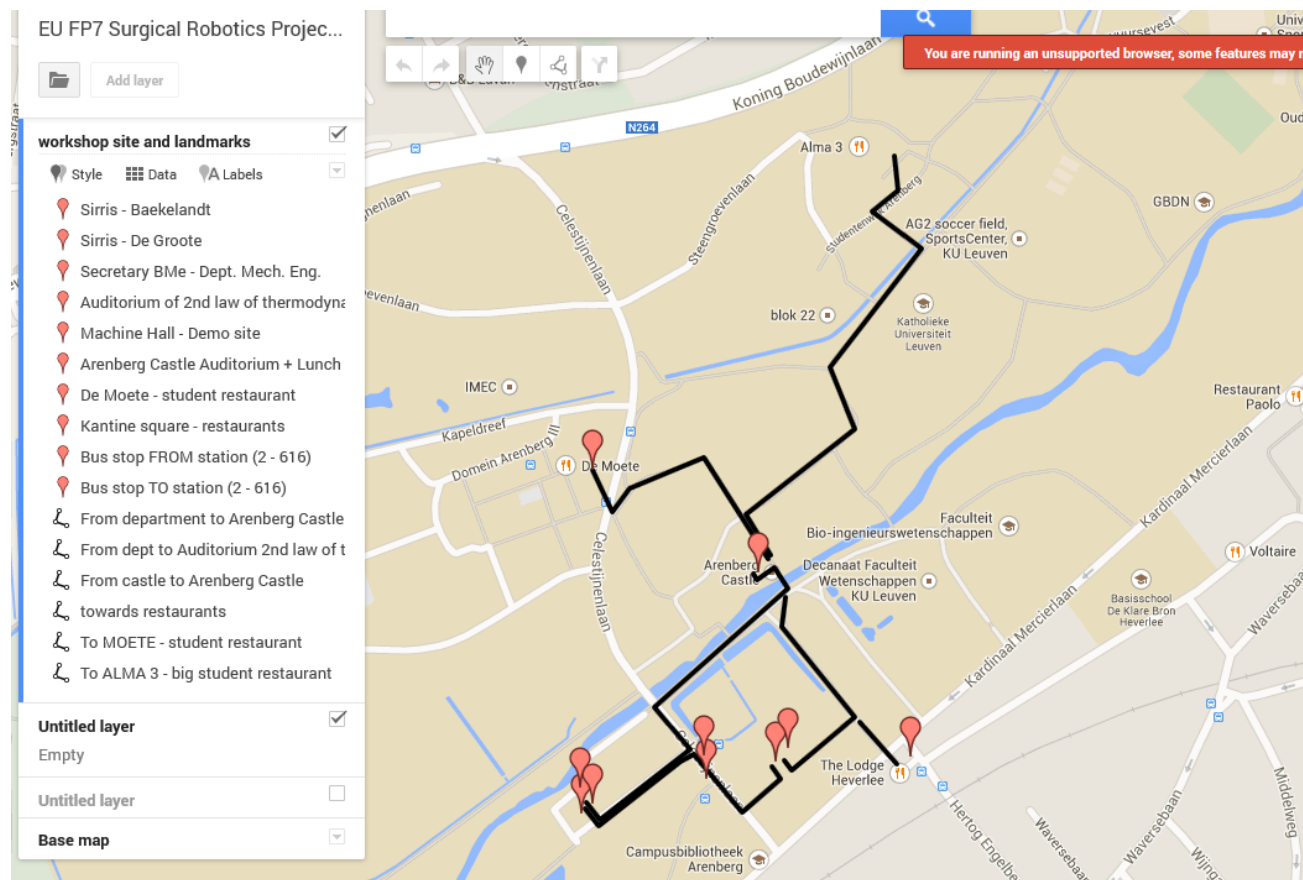 EU FP7 Surgical Robotics Projec...
Add layer
workshop site and landmarks
Style
Data
Labels
Sirris - Baekelandt
Sirris - De Groote
Secretary BMe - Dept. Mech. Eng.
Auditorium of 2nd law of thermodyna
Machine Hall - Demo site
Arenberg Castle Auditorium + Lunch
De Moete - student restaurant
Kantine square - restaurants
Bus stop FROM station (2 - 616)
Bus stop TO station (2 - 616)
From department to Arenberg Castle
From dept to Auditorium 2nd law of t
From castle to Arenberg Castle
towards restaurants
To MOETE - student restaurant
To ALMA 3 - big student restaurant
Untitled layer
Empty
Untitled layer
Base map
You are running an unsupported browser, some features may
Koning Boudewijnlaan
N264
Alma 3
Celestijnenlaan
Steengroevenlaan
Studentenwijk Arenberg
AG2 soccer field,
SportsCenter,
KU Leuven
GBDN
blok 22
Katholieke
Universiteit
Leuven
IMEC
Kapeldreef
Domein Arenberg III
De Moete
Restaurant
Paolo
Kardinaal Mercierlaan
Faculteit
Bio-ingenieurswetenschappen
Voltaire
Arenberg
Castle
Decanaat Faculteit
Wetenschappen
KU Leuven
Basisschool
De Klare Bron
Heverlee
Celestijnenlaan
Kardinaal Mercierlaan
The Lodge
Heverlee
Campusbibliotheek
Arenberg
Waversebaan
Middelweg